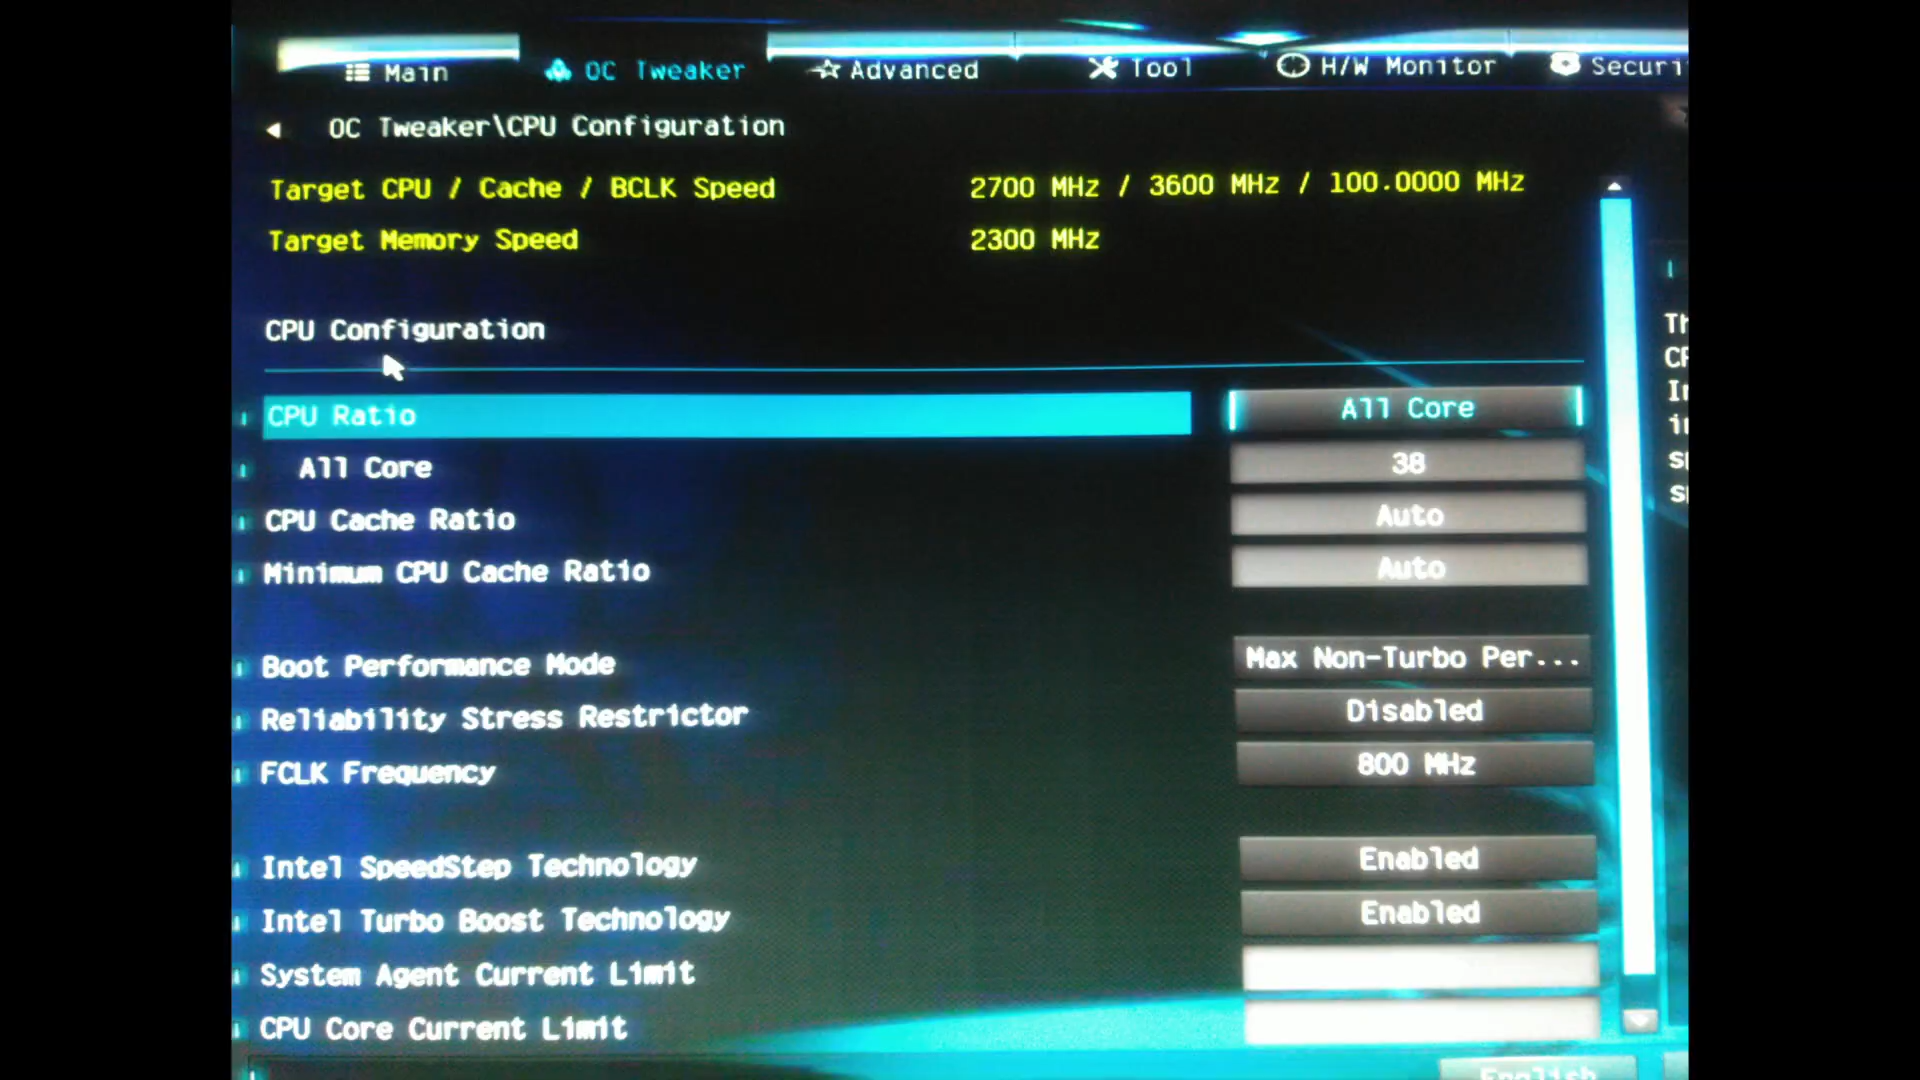 Main OC Tweaker Advanced Tool H/W Monitor Securi
OC Tweaker\CPU Configuration
Target CPU / Cache / BCLK Speed 2700 MHz / 3600 MHz / 100.0000 MHz
Target Memory Speed 2300 MHz
CPU Configuration
CPU Ratio All Core
All Core 38
CPU Cache Ratio Auto
Minimum CPU Cache Ratio Auto
Boot Performance Mode Max Non-Turbo Per...
Reliability Stress Restrictor Disabled
FCLK Frequency 800 MHz
Intel SpeedStep Technology Enabled
Intel Turbo Boost Technology Enabled
System Agent Current Limit
CPU Core Current Limit
English